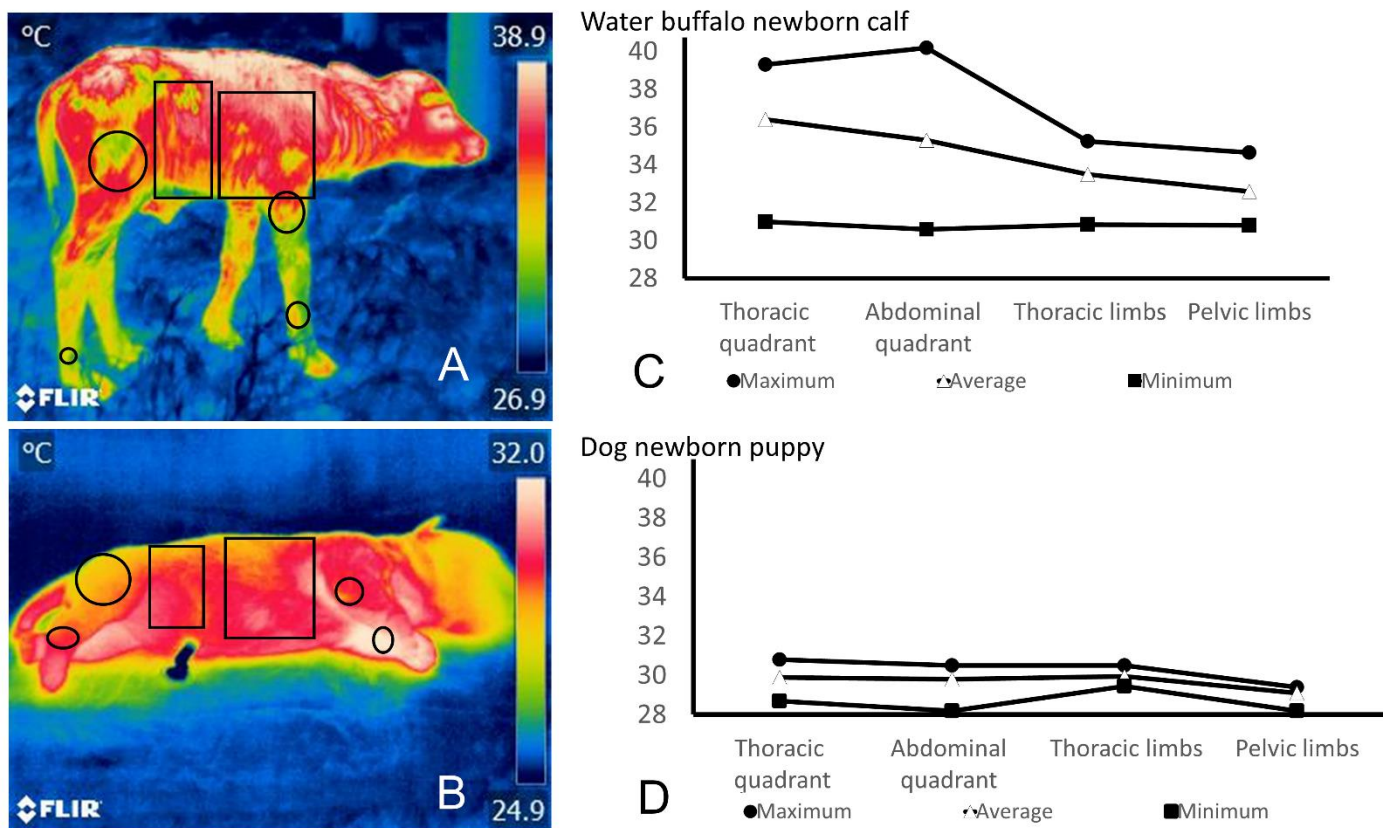 °C
38.9
A
26.9
FLIR
°C
32.0
B
24.9
FLIR
Water buffalo newborn calf
40
38
36
34
32
30
28
Thoracic quadrant
Abdominal quadrant
Thoracic limbs
Pelvic limbs
C
Maximum
Average
Minimum
Dog newborn puppy
40
38
36
34
32
30
28
Thoracic quadrant
Abdominal quadrant
Thoracic limbs
Pelvic limbs
D
Maximum
Average
Minimum